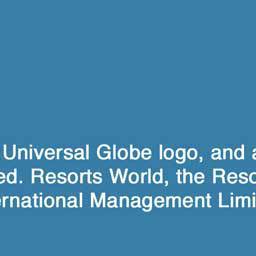 Universal Globe logo, and a
ed. Resorts World, the Reso
ernational Management Limi